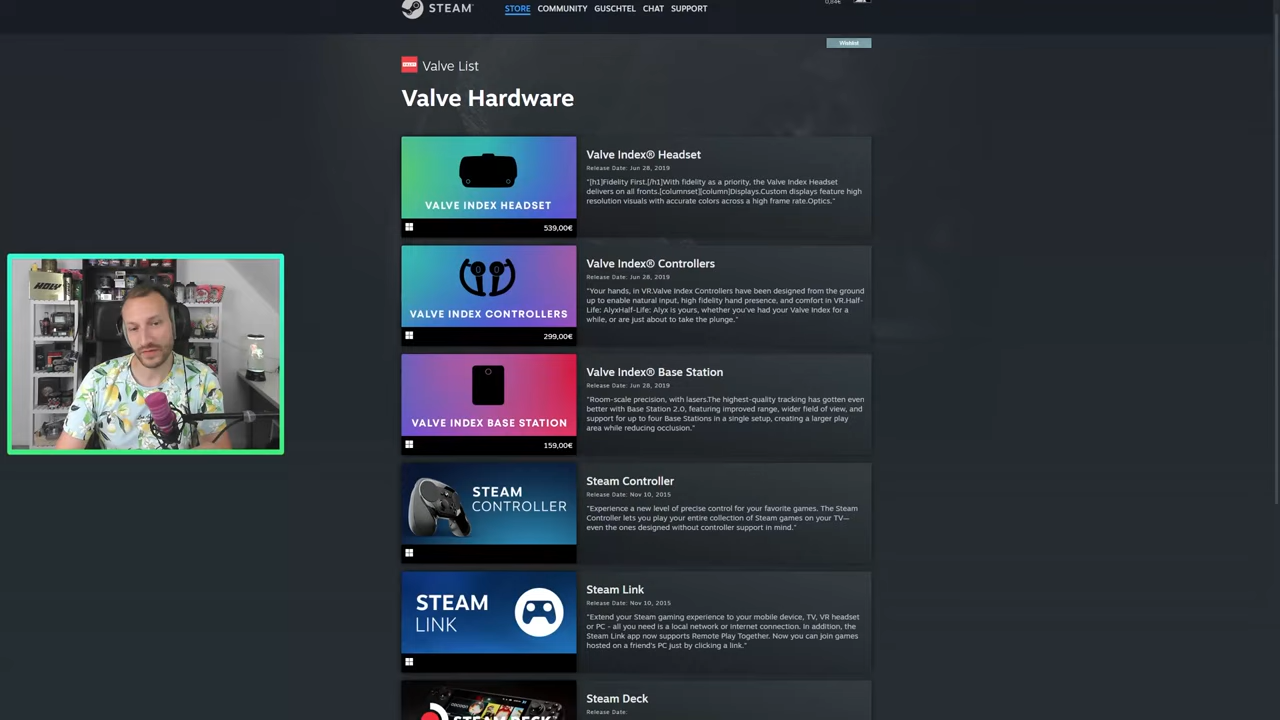 STEAM
STORE COMMUNITY GUSCHTEL CHAT SUPPORT
0,84€
Wishlist
Valve List
Valve Hardware
VALVE INDEX HEADSET
539,00€
Valve Index® Headset
Release Date: Jun 28, 2019
"[h1]Fidelity First.[/h1]With fidelity as a priority, the Valve Index Headset
delivers on all fronts.[columnset][column]Displays.Custom displays feature high
resolution visuals with accurate colors across a high frame rate.Optics."
VALVE INDEX CONTROLLERS
299,00€
Valve Index® Controllers
Release Date: Jun 28, 2019
"Your hands, in VR.Valve Index Controllers have been designed from the ground
up to enable natural input, high fidelity hand presence, and comfort in VR.Half-
Life: AlyxHalf-Life: Alyx is yours, whether you've had your Valve Index for a
while, or are just about to take the plunge."
VALVE INDEX BASE STATION
159,00€
Valve Index® Base Station
Release Date: Jun 28, 2019
"Room-scale precision, with lasers.The highest-quality tracking has gotten even
better with Base Station 2.0, featuring improved range, wider field of view, and
support for up to four Base Stations in a single setup, creating a larger play
area while reducing occlusion."
STEAM
CONTROLLER
Steam Controller
Release Date: Nov 10, 2015
"Experience a new level of precise control for your favorite games. The Steam
Controller lets you play your entire collection of Steam games on your TV—
even the ones designed without controller support in mind."
STEAM
LINK
Steam Link
Release Date: Nov 10, 2015
"Extend your Steam gaming experience to your mobile device, TV, VR headset
or PC - all you need is a local network or internet connection. In addition, the
Steam Link app now supports Remote Play Together. Now you can join games
hosted on a friend's PC just by clicking a link."
STEAM DECK
Steam Deck
Release Date:
HOLY